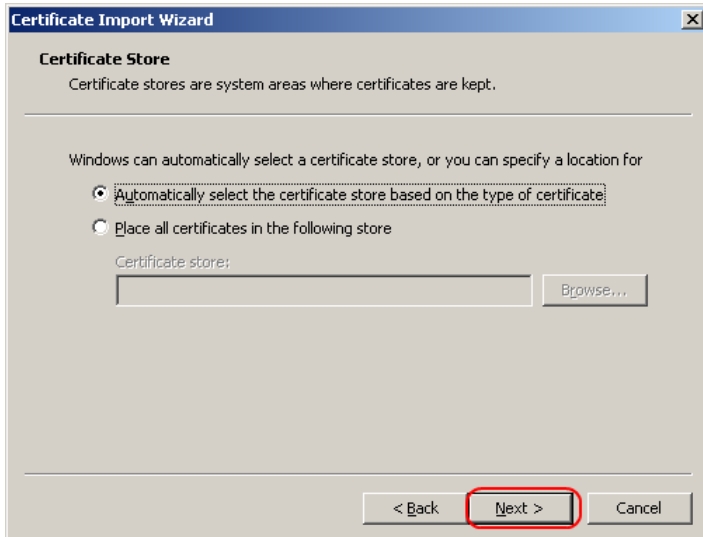 Certificate Import Wizard
Certificate Store
Certificate stores are system areas where certificates are kept.
Windows can automatically select a certificate store, or you can specify a location for
Automatically select the certificate store based on the type of certificate
Place all certificates in the following store
Certificate store:
Browse...
< Back
Next >
Cancel